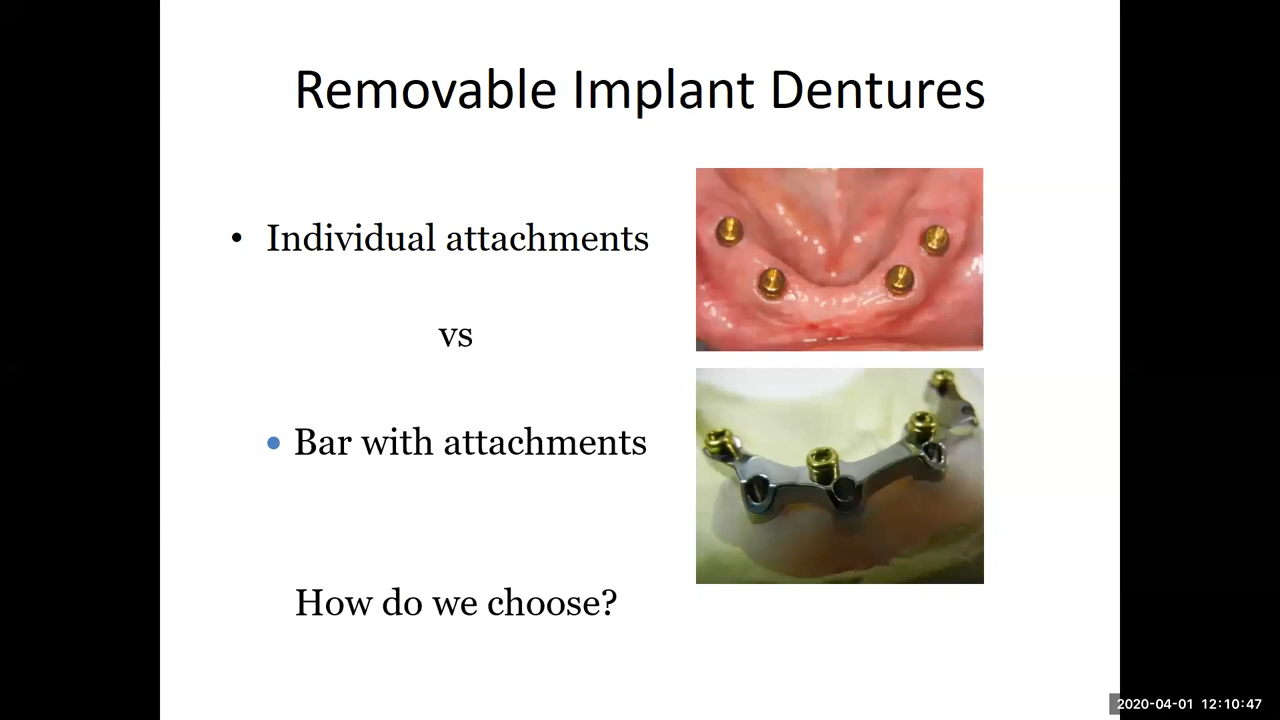 Removable Implant Dentures
• Individual attachments
vs
• Bar with attachments
How do we choose?
2020-04-01 12:10:47